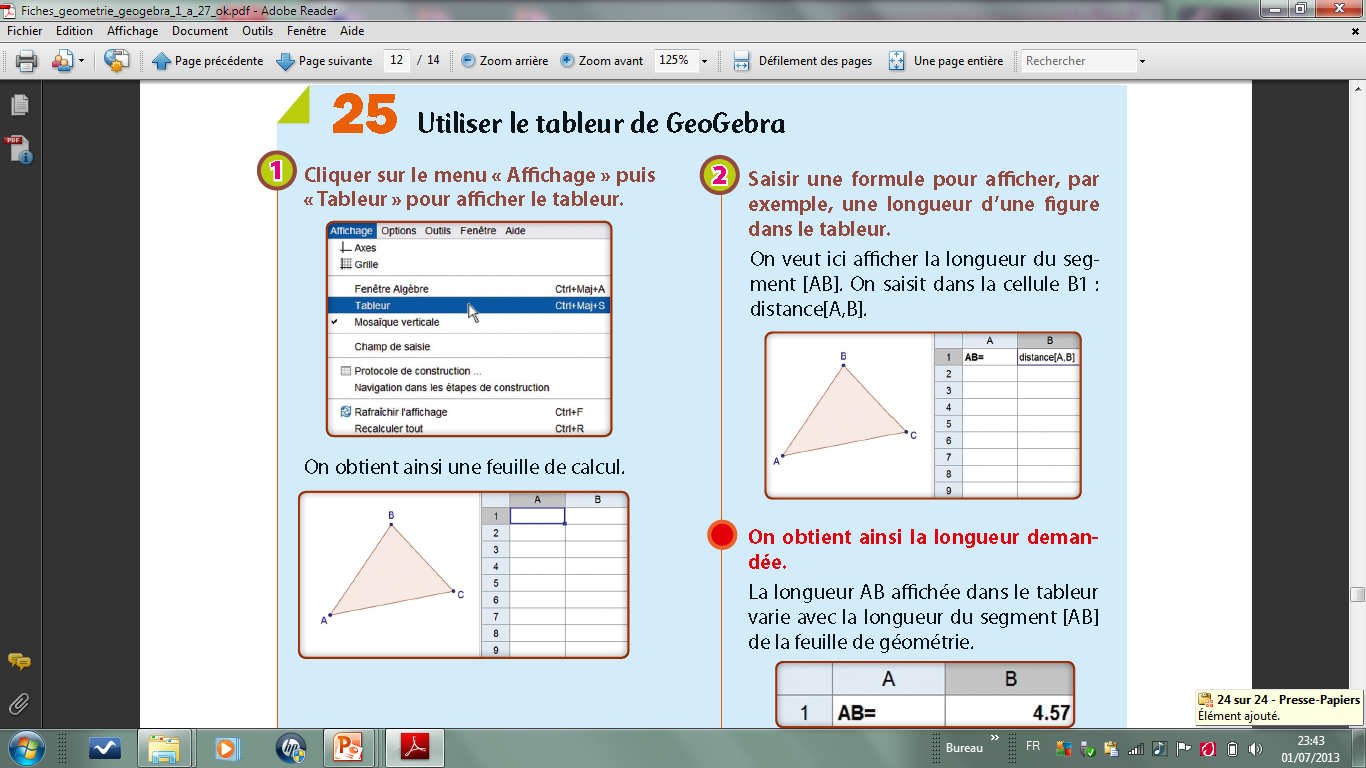 Fiches_geometrie_geogebra_1_a_27_ok.pdf - Adobe Reader
Fichier Edition Affichage Document Outils Fenêtre Aide
Page précédente Page suivante 12 / 14 Zoom arrière Zoom avant 125% Défilement des pages Une page entière Rechercher
25 Utiliser le tableur de GeoGebra
1 Cliquer sur le menu « Affichage » puis
« Tableur » pour afficher le tableur.
Affichage Options Outils Fenêtre Aide
Axes
Grille
Fenêtre Algèbre Ctrl+Maj+A
Tableur Ctrl+Maj+S
Mosaïque verticale
Champ de saisie
Protocole de construction ...
Navigation dans les étapes de construction
Rafraîchir l'affichage Ctrl+F
Recalculer tout Ctrl+R
On obtient ainsi une feuille de calcul.
B
A
C
A B
1
2
3
4
5
6
7
8
9
2 Saisir une formule pour afficher, par
exemple, une longueur d'une figure
dans le tableur.
On veut ici afficher la longueur du seg-
ment [AB]. On saisit dans la cellule B1 :
distance[A,B].
B
A
C
A B
1 AB= distance[A,B]
2
3
4
5
6
7
8
9
On obtient ainsi la longueur deman-
dée.
La longueur AB affichée dans le tableur
varie avec la longueur du segment [AB]
de la feuille de géométrie.
A B
1 AB= 4.57
24 sur 24 - Presse-Papiers
Élément ajouté.
Bureau » FR 23:43
01/07/2013